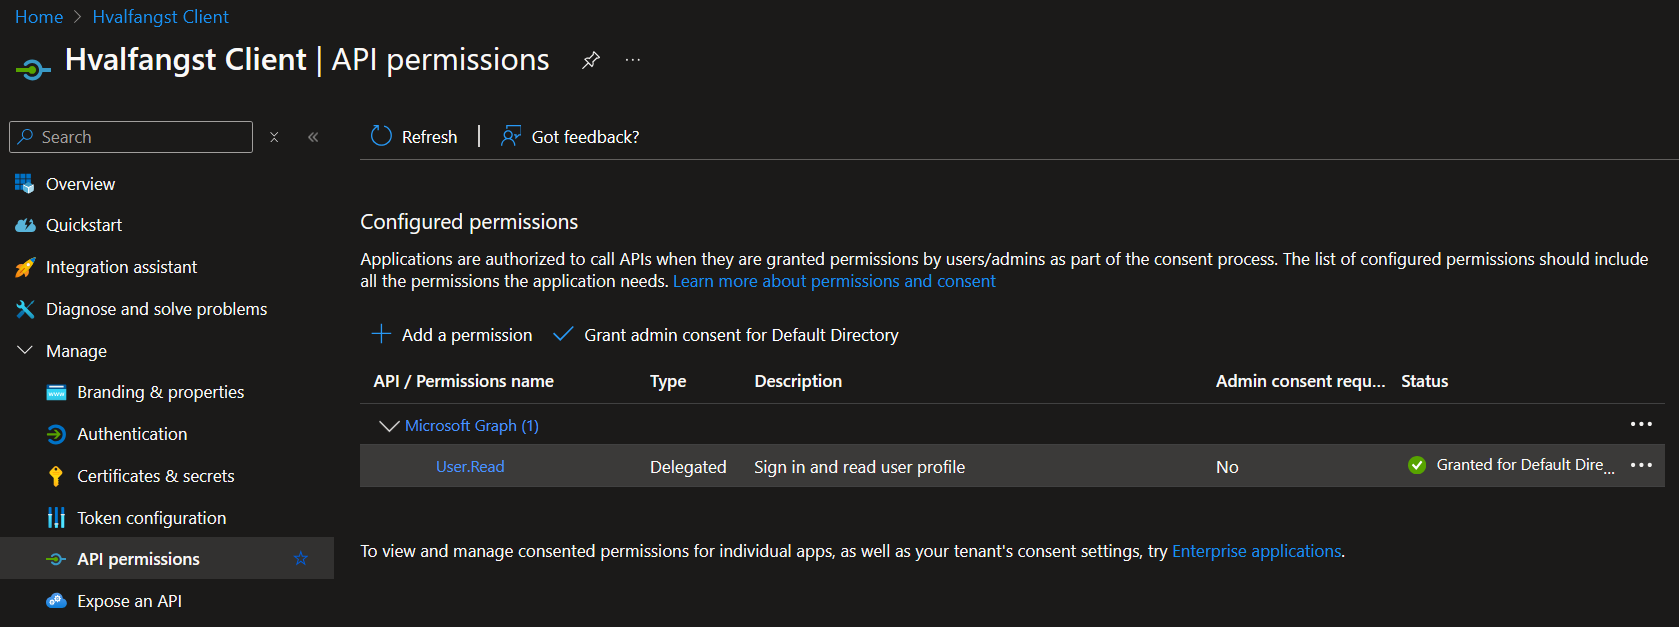 Home > Hvalfangst Client
Hvalfangst Client | API permissions
Search
Refresh | Got feedback?
Overview
Quickstart
Integration assistant
Diagnose and solve problems
Manage
Branding & properties
Authentication
Certificates & secrets
Token configuration
API permissions
Expose an API
Configured permissions
Applications are authorized to call APIs when they are granted permissions by users/admins as part of the consent process. The list of configured permissions should include
all the permissions the application needs. Learn more about permissions and consent
Add a permission Grant admin consent for Default Directory
API / Permissions name Type Description Admin consent requ... Status
Microsoft Graph (1)
User.Read Delegated Sign in and read user profile No Granted for Default Dire...
To view and manage consented permissions for individual apps, as well as your tenant's consent settings, try Enterprise applications.
www